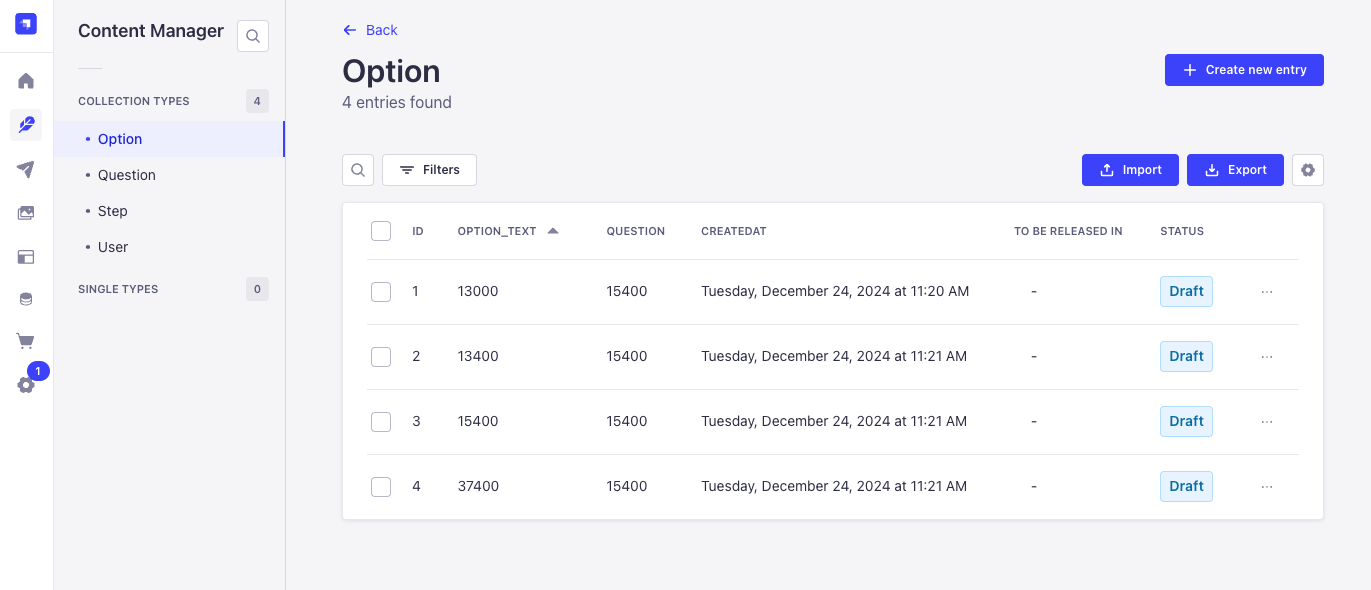 Content Manager
COLLECTION TYPES 4
Option
Question
Step
User
SINGLE TYPES 0
1
Back
Option
4 entries found
Create new entry
Filters
Import
Export
ID OPTION_TEXT QUESTION CREATEDAT TO BE RELEASED IN STATUS
1 13000 15400 Tuesday, December 24, 2024 at 11:20 AM - Draft
2 13400 15400 Tuesday, December 24, 2024 at 11:21 AM - Draft
3 15400 15400 Tuesday, December 24, 2024 at 11:21 AM - Draft
4 37400 15400 Tuesday, December 24, 2024 at 11:21 AM - Draft